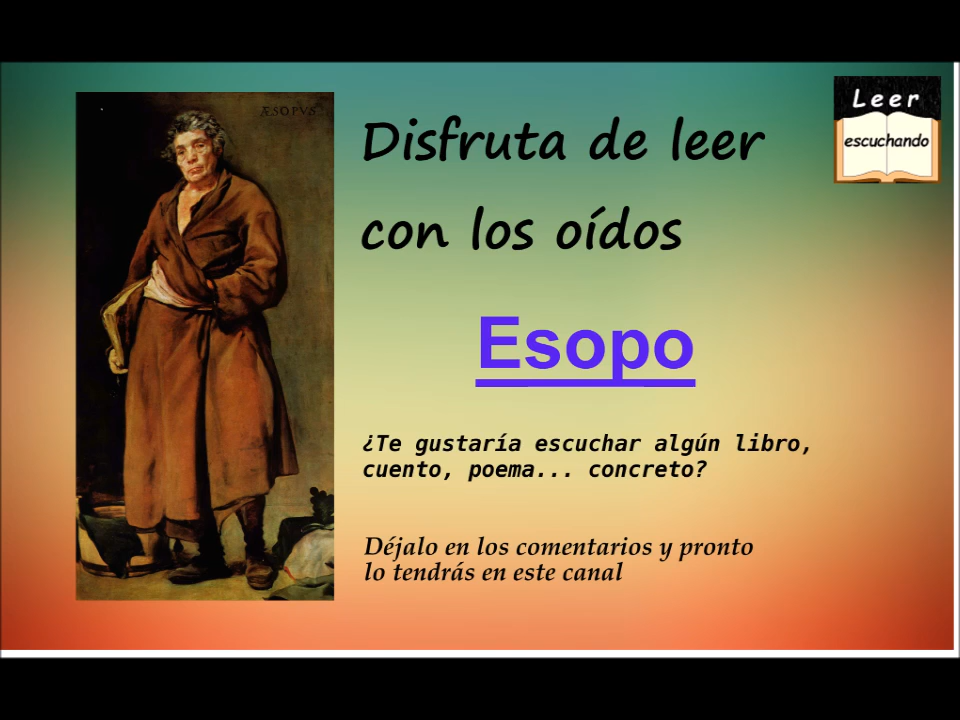 ÆSOPVS
Disfruta de leer
con los oídos
Leer
escuchando
Esopo
¿Te gustaría escuchar algún libro,
cuento, poema... concreto?
Déjalo en los comentarios y pronto
lo tendrás en este canal